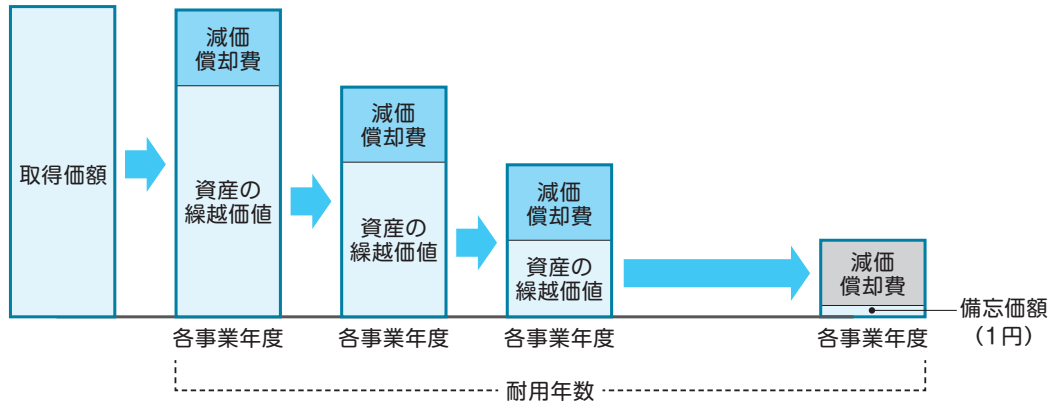 取得価額
減価
償却費
資産の
繰越価値
各事業年度
減価
償却費
資産の
繰越価値
各事業年度
減価
償却費
資産の
繰越価値
各事業年度
減価
償却費
備忘価額
(1円)
各事業年度
耐用年数